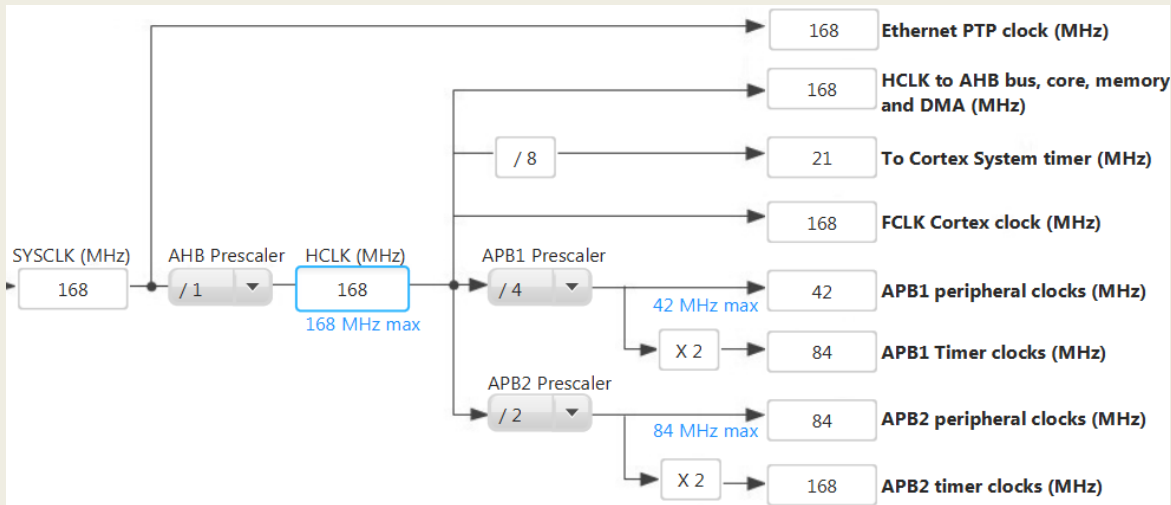 168
Ethernet PTP clock (MHz)
168
HCLK to AHB bus, core, memory
and DMA (MHz)
/ 8
21
To Cortex System timer (MHz)
168
FCLK Cortex clock (MHz)
SYSCLK (MHz)
AHB Prescaler
HCLK (MHz)
APB1 Prescaler
168
/ 1
168
/ 4
42
APB1 peripheral clocks (MHz)
168 MHz max
42 MHz max
X 2
84
APB1 Timer clocks (MHz)
APB2 Prescaler
/ 2
84
APB2 peripheral clocks (MHz)
84 MHz max
X 2
168
APB2 timer clocks (MHz)